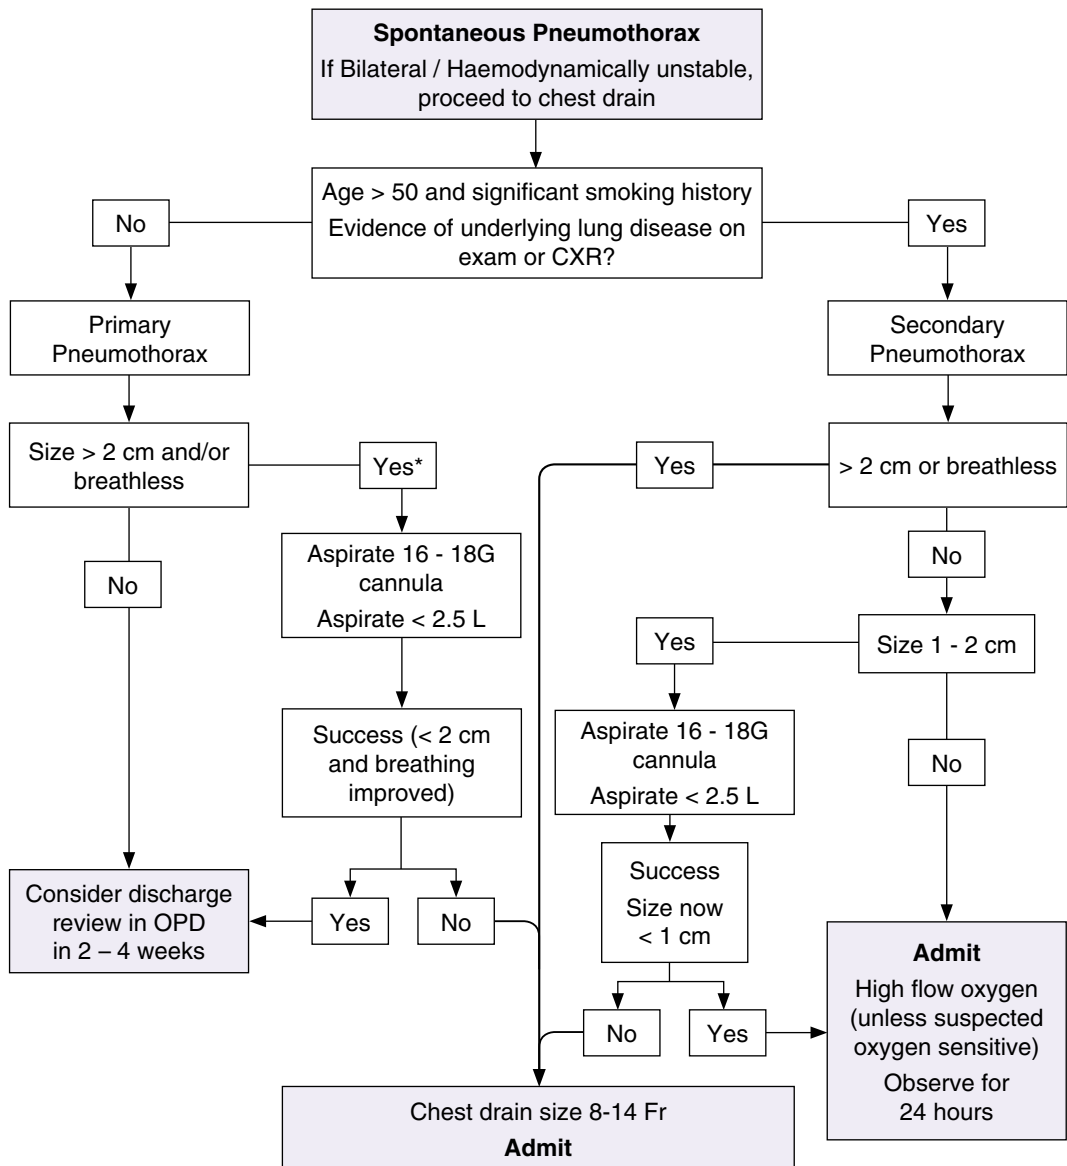 Spontaneous Pneumothorax
If Bilateral / Haemodynamically unstable,
proceed to chest drain
Age > 50 and significant smoking history
Evidence of underlying lung disease on
exam or CXR?
No
Yes
Primary
Pneumothorax
Secondary
Pneumothorax
Size > 2 cm and/or
breathless
Yes*
Yes
> 2 cm or breathless
No
Aspirate 16 - 18G
cannula
Aspirate < 2.5 L
No
Yes
Size 1 - 2 cm
Success (< 2 cm
and breathing
improved)
Aspirate 16 - 18G
cannula
Aspirate < 2.5 L
No
Consider discharge
review in OPD
in 2 – 4 weeks
Yes
No
Success
Size now
< 1 cm
No
Yes
Admit
High flow oxygen
(unless suspected
oxygen sensitive)
Observe for
24 hours
Chest drain size 8-14 Fr
Admit